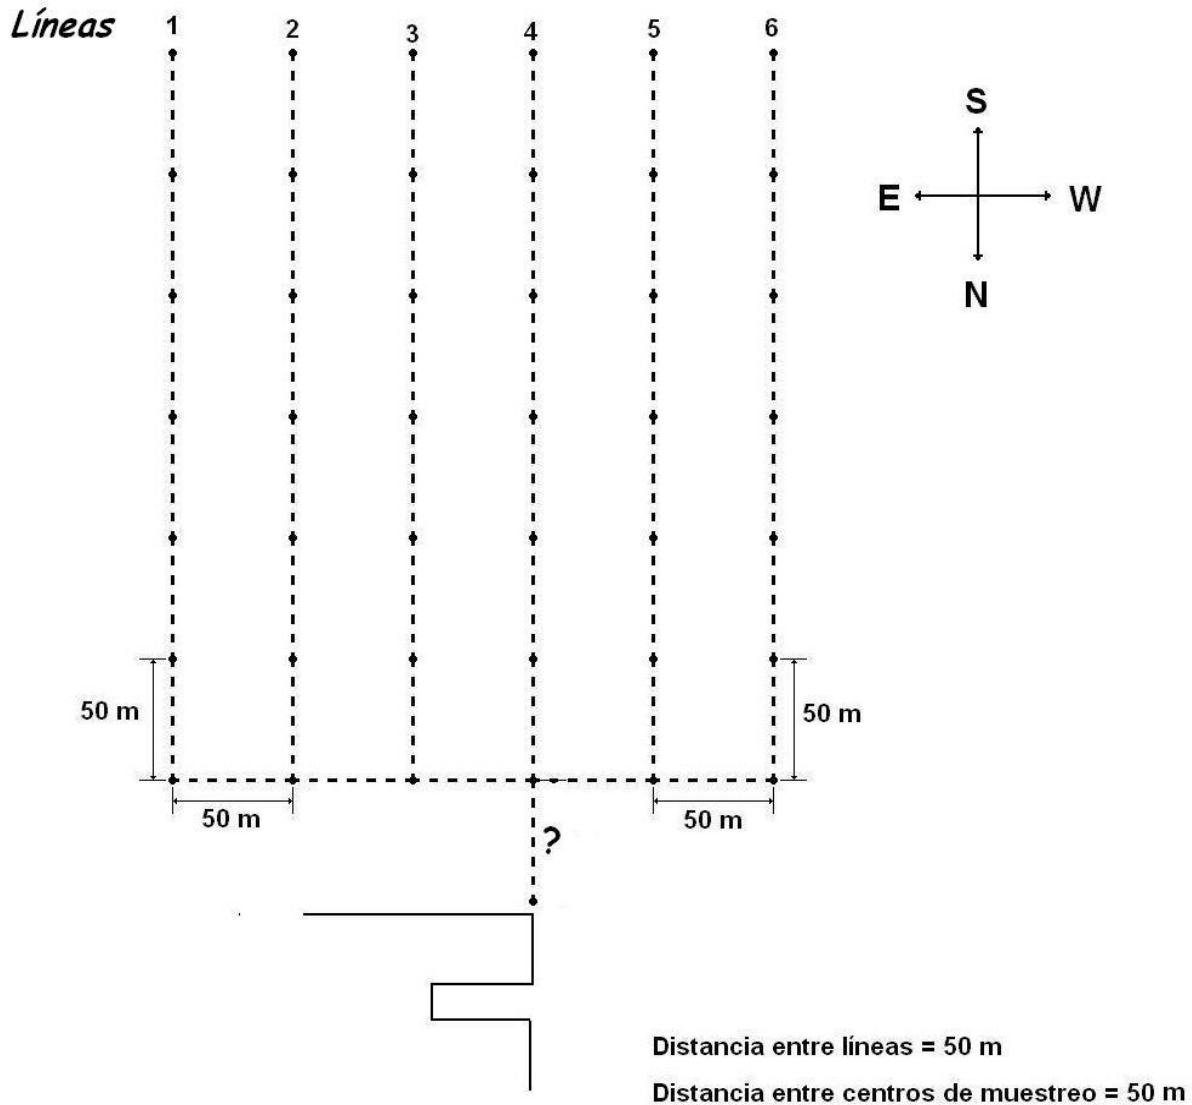 Líneas 1 2 3 4 5 6
S
E W
N
50 m 50 m
50 m 50 m
?
Distancia entre líneas = 50 m
Distancia entre centros de muestreo = 50 m